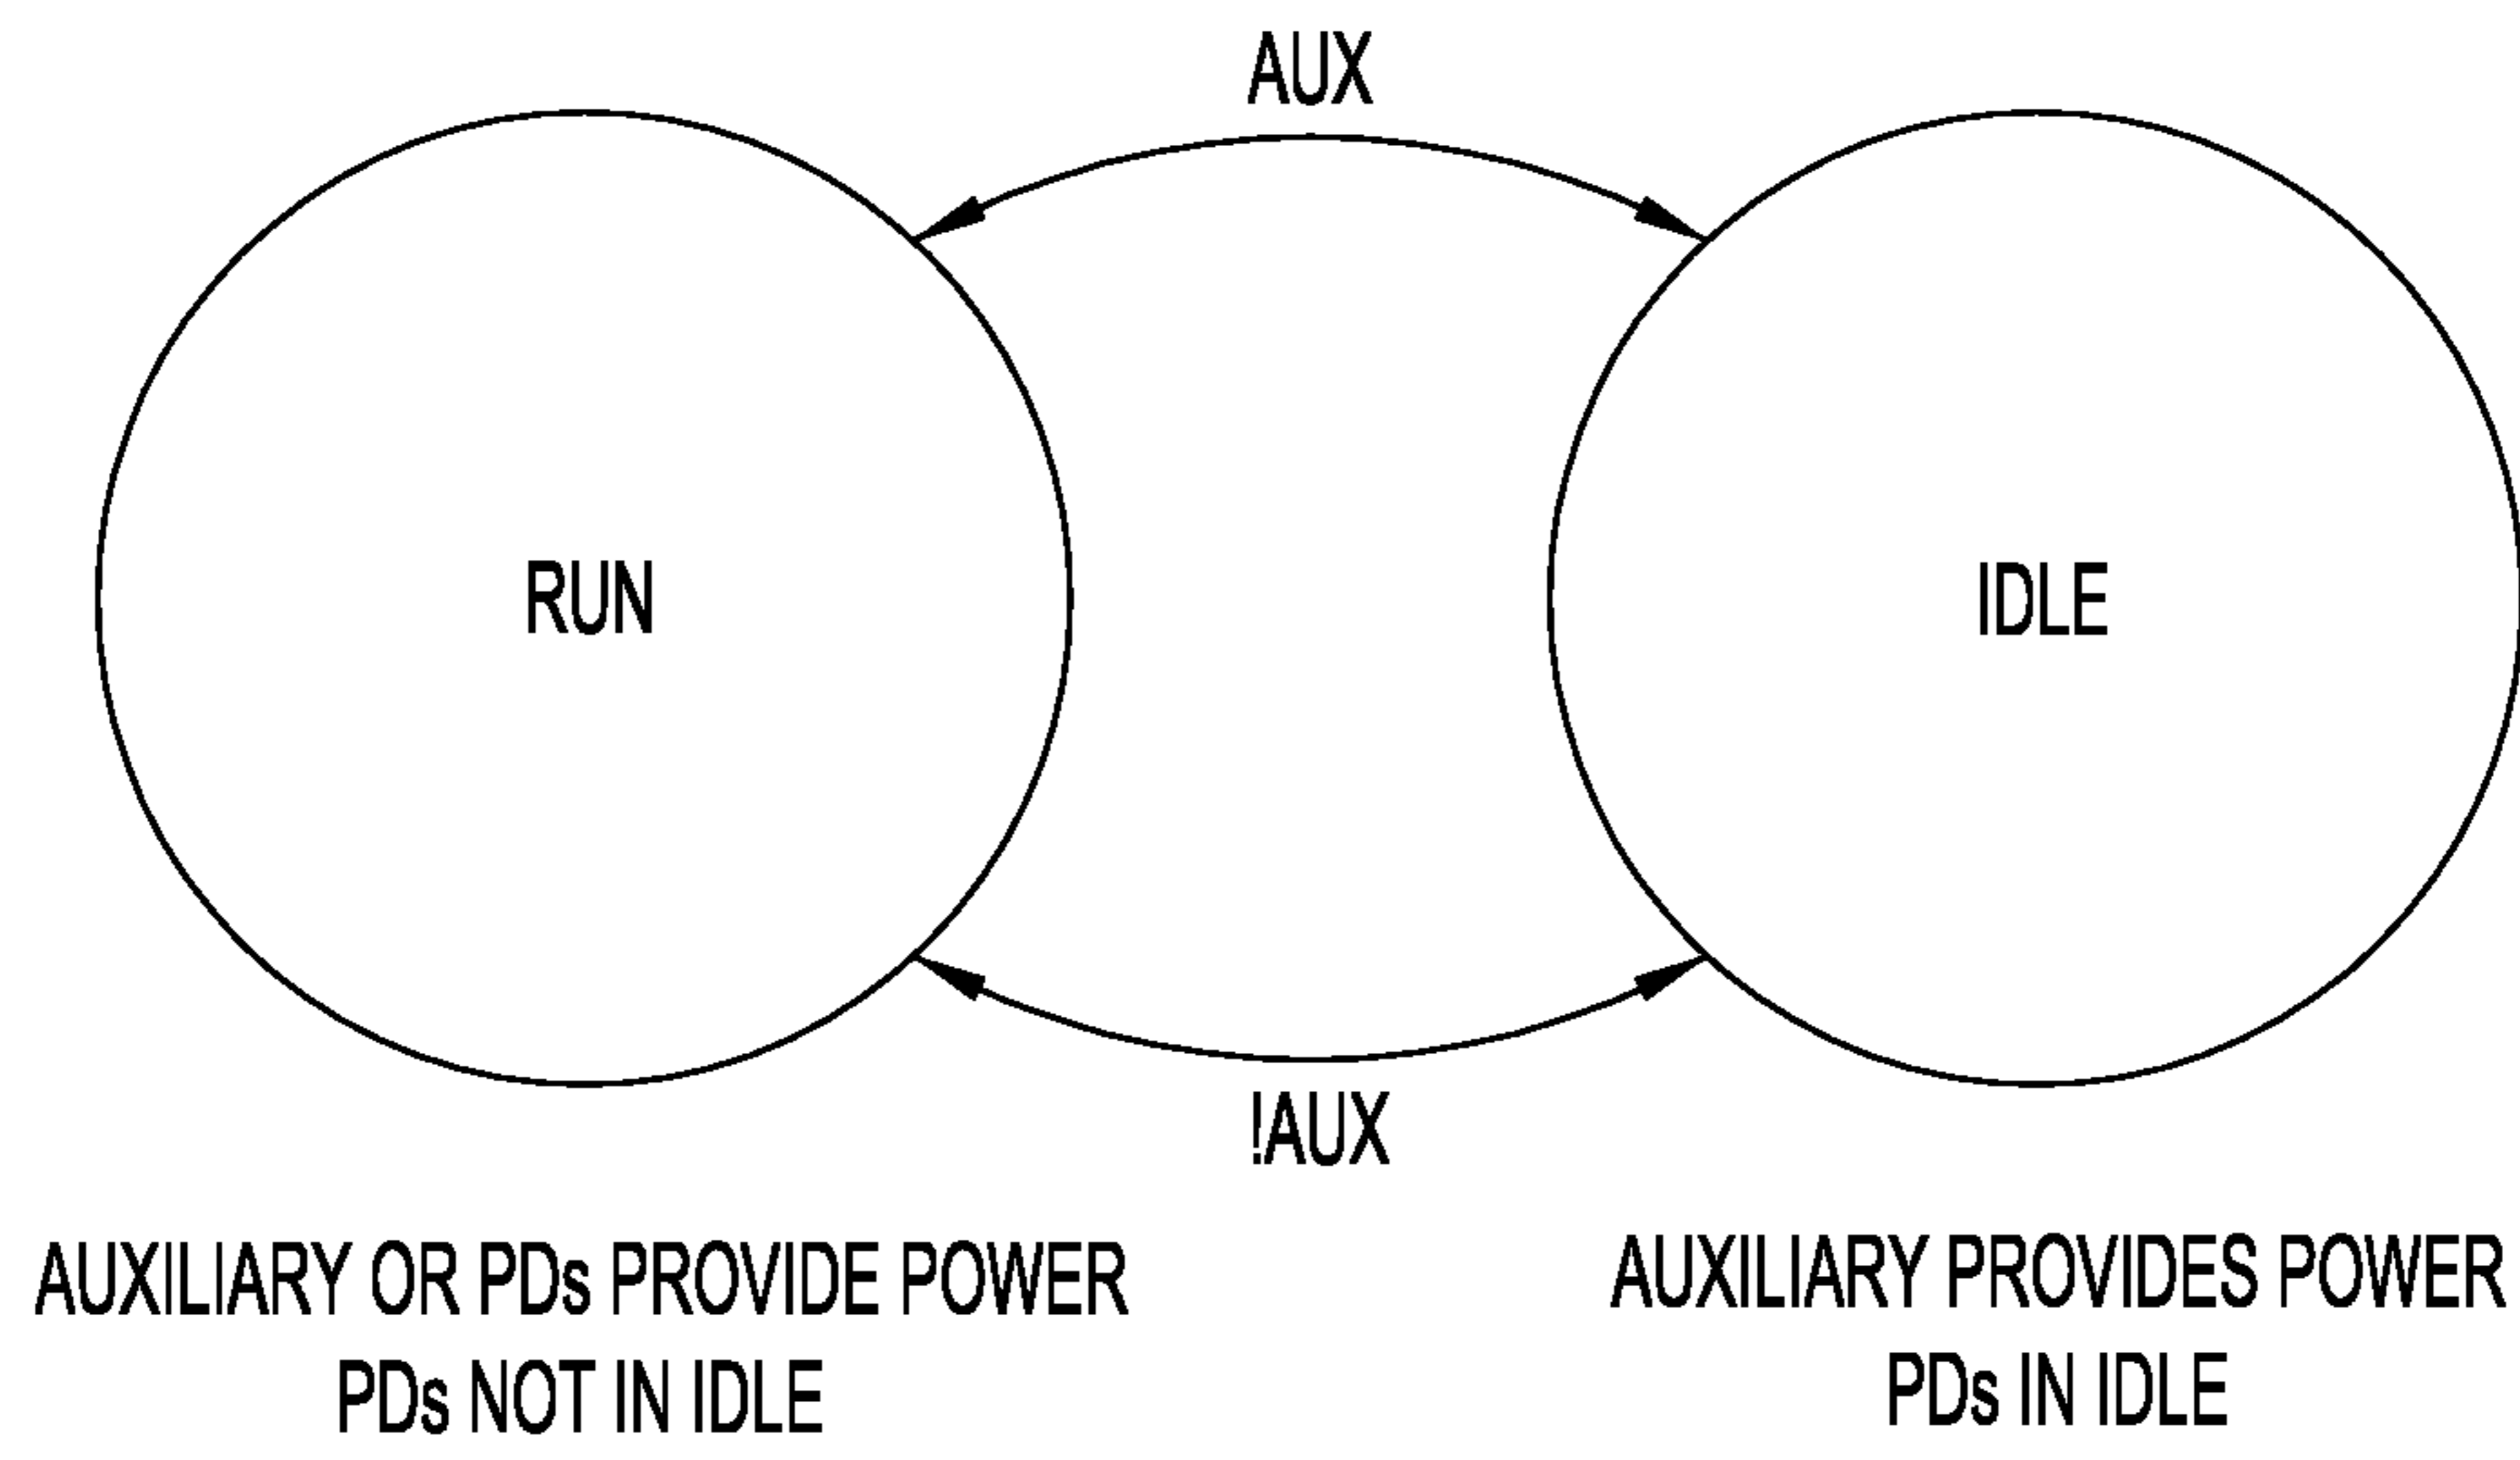 AUX
RUN
IDLE
!AUX
AUXILIARY OR PDs PROVIDE POWER
PDs NOT IN IDLE
AUXILIARY PROVIDES POWER
PDs IN IDLE